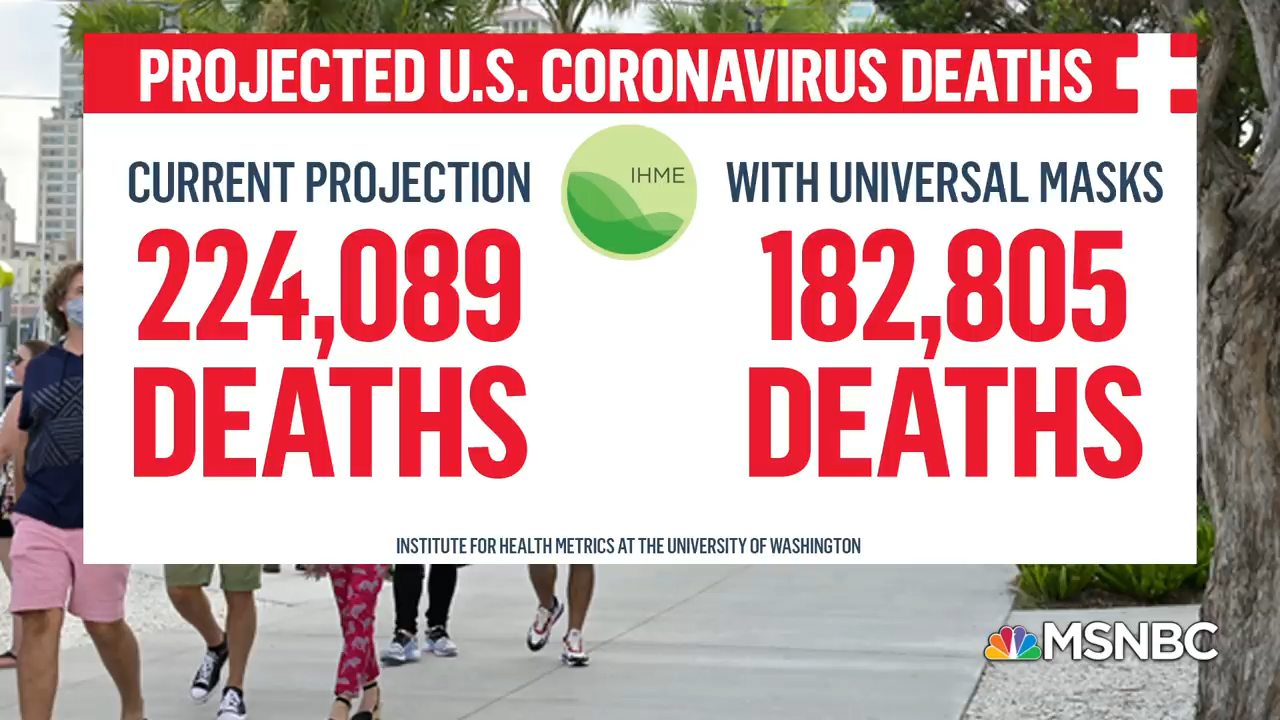 PROJECTED U.S. CORONAVIRUS DEATHS
CURRENT PROJECTION
224,089
DEATHS
IHME
WITH UNIVERSAL MASKS
182,805
DEATHS
INSTITUTE FOR HEALTH METRICS AT THE UNIVERSITY OF WASHINGTON
MSNBC